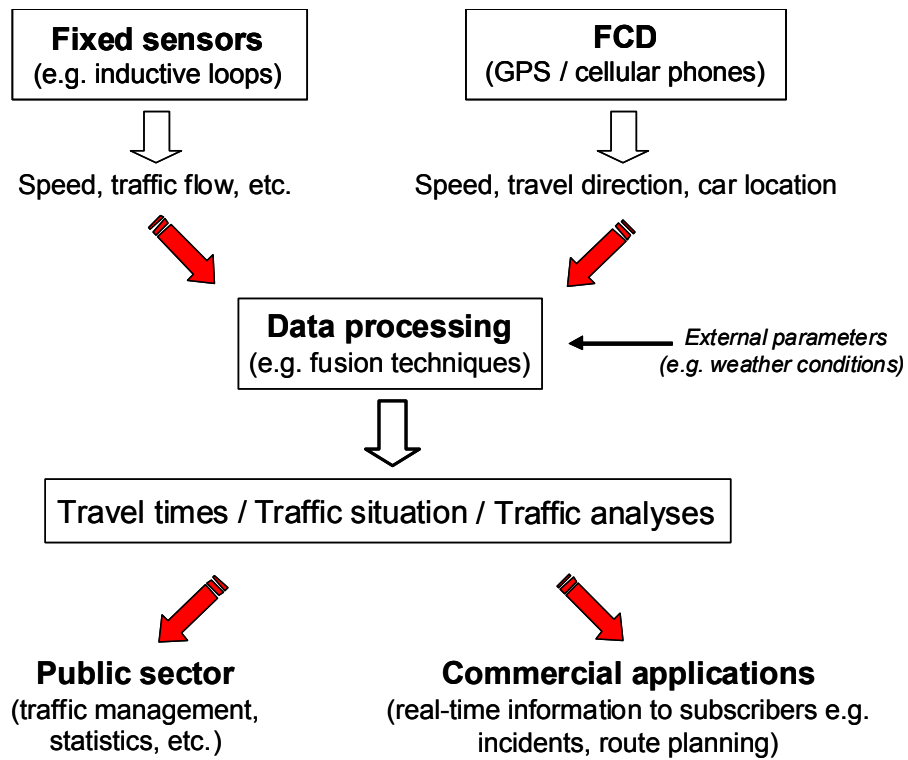 Fixed sensors
(e.g. inductive loops)
FCD
(GPS / cellular phones)
Speed, traffic flow, etc.
Speed, travel direction, car location
Data processing
(e.g. fusion techniques)
External parameters
(e.g. weather conditions)
Travel times / Traffic situation / Traffic analyses
Public sector
(traffic management,
statistics, etc.)
Commercial applications
(real-time information to subscribers e.g.
incidents, route planning)